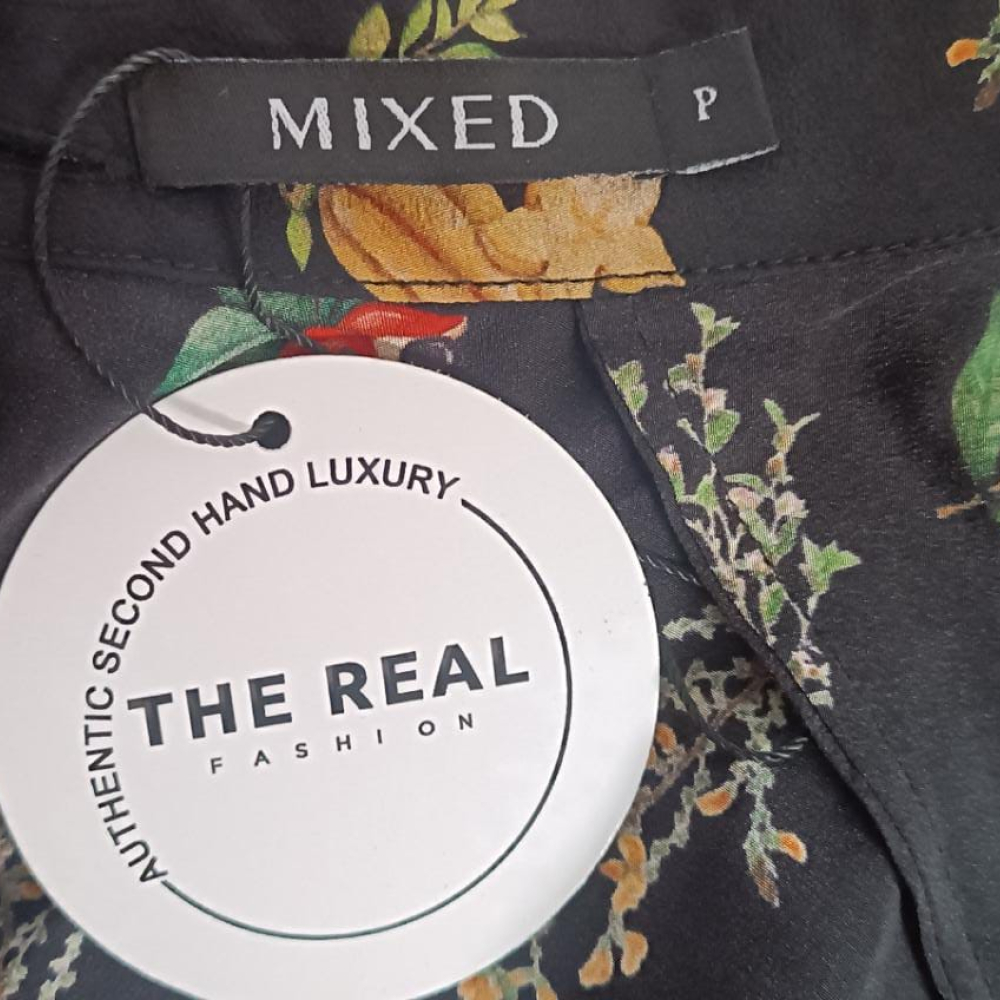 MIXED
P
AUTHENTIC SECOND HAND LUXURY
THE REAL
FASHION